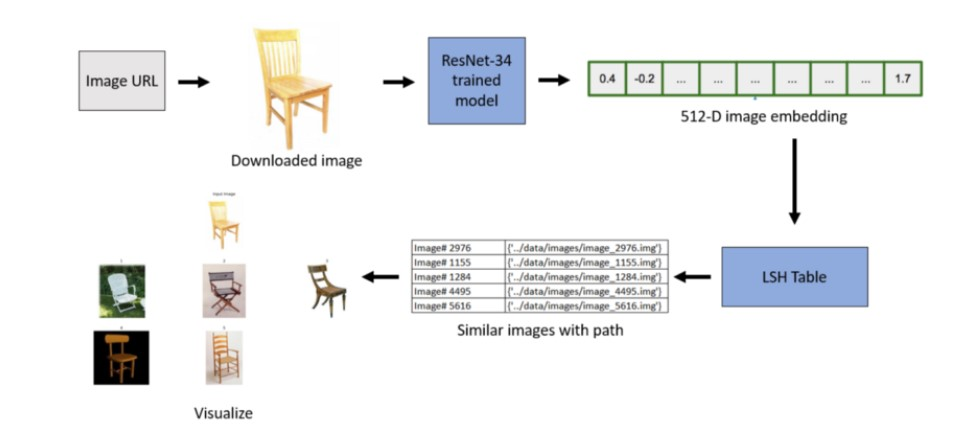 Image URL
Downloaded image
ResNet-34
trained
model
0.4 -0.2 ... ... ... ... ... ... 1.7
512-D image embedding
LSH Table
Image# 2976 {'../data/images/image_2976.img'}
Image# 1155 {'../data/images/image_1155.img'}
Image# 1284 {'../data/images/image_1284.img'}
Image# 4495 {'../data/images/image_4495.img'}
Image# 5616 {'../data/images/image_5616.img'}
Similar images with path
Input image
Visualize